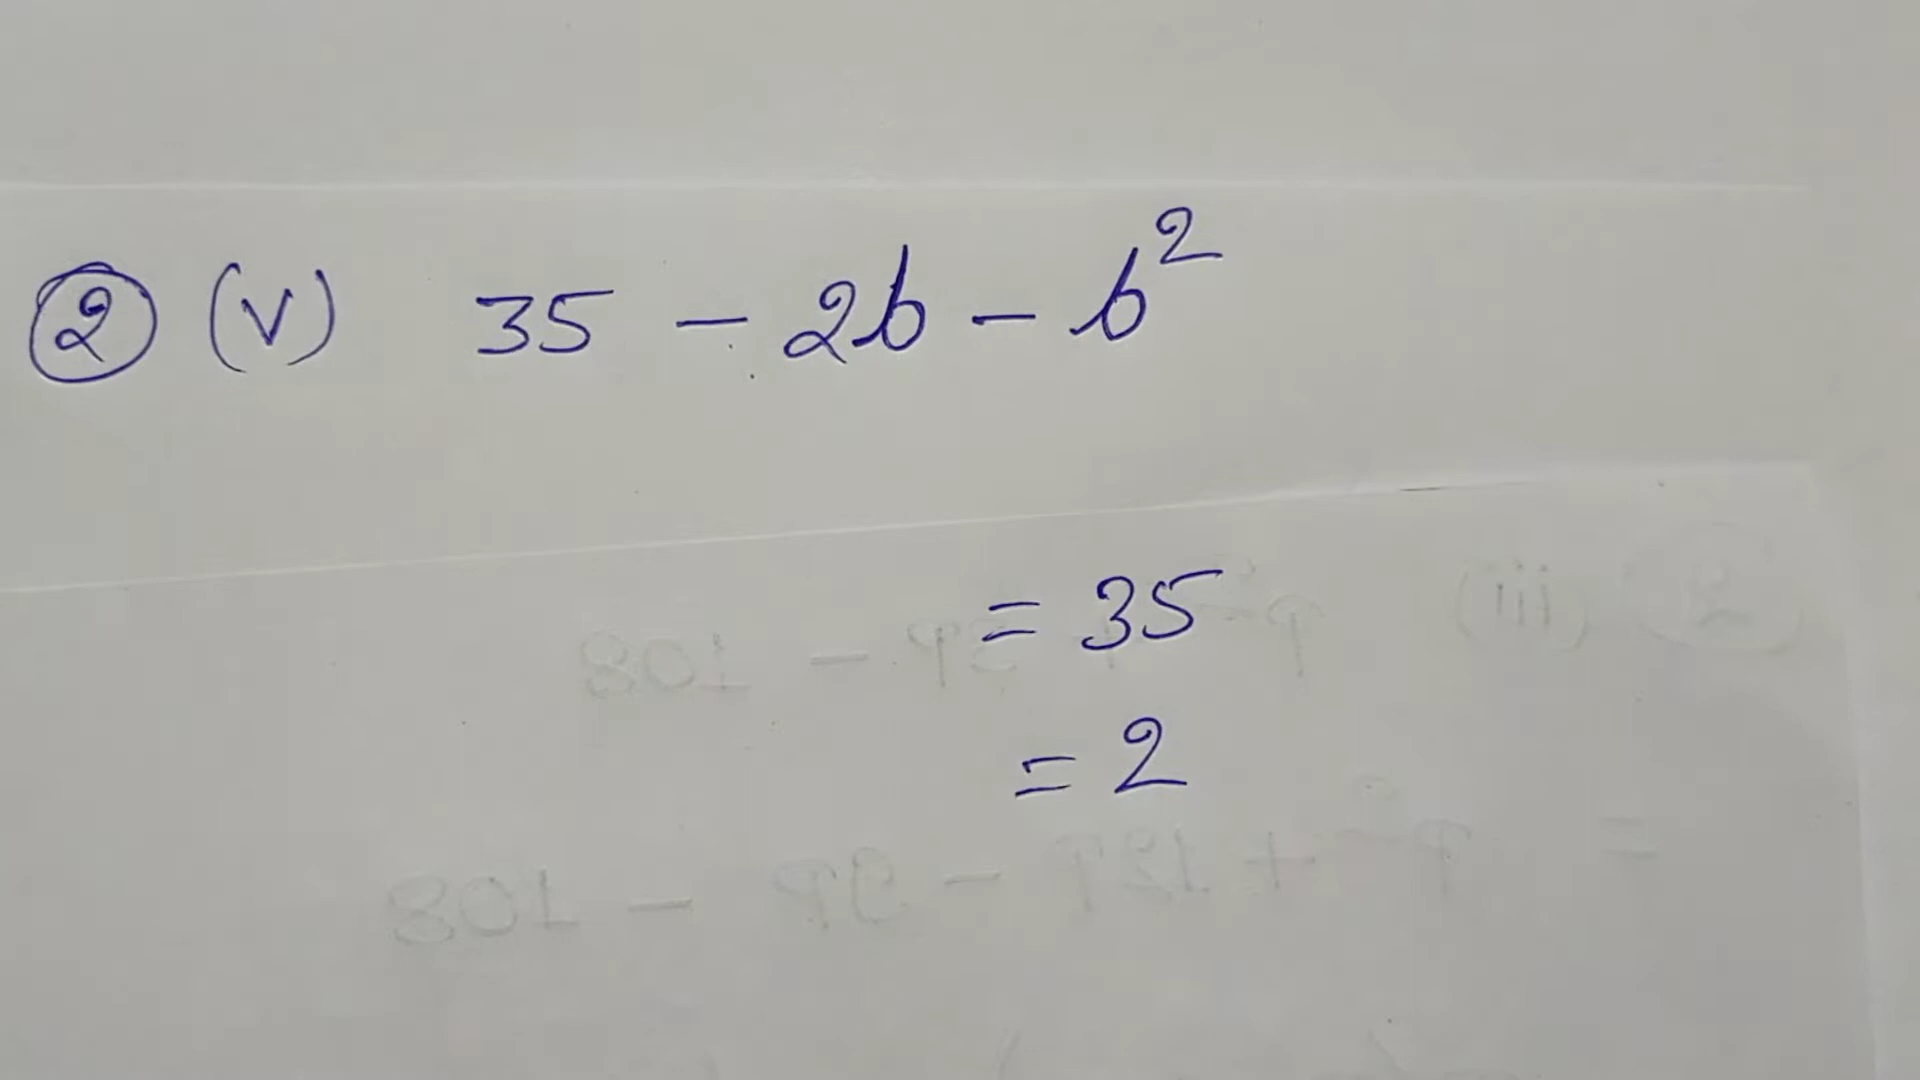 ② (V) 35 - 2b - b²
= 35
= 2